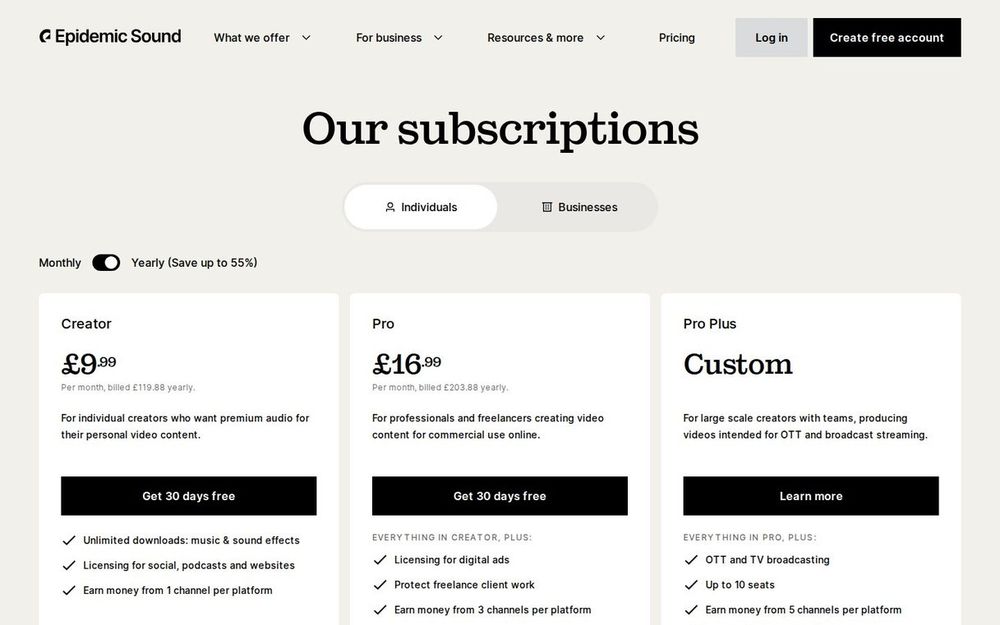 Epidemic Sound
What we offer
For business
Resources & more
Pricing
Log in
Create free account
Our subscriptions
Individuals
Businesses
Monthly
Yearly (Save up to 55%)
Creator
£9.99
Per month, billed £119.88 yearly.
For individual creators who want premium audio for
their personal video content.
Get 30 days free
Unlimited downloads: music & sound effects
Licensing for social, podcasts and websites
Earn money from 1 channel per platform
Pro
£16.99
Per month, billed £203.88 yearly.
For professionals and freelancers creating video
content for commercial use online.
Get 30 days free
EVERYTHING IN CREATOR, PLUS:
Licensing for digital ads
Protect freelance client work
Earn money from 3 channels per platform
Pro Plus
Custom
For large scale creators with teams, producing
videos intended for OTT and broadcast streaming.
Learn more
EVERYTHING IN PRO, PLUS:
OTT and TV broadcasting
Up to 10 seats
Earn money from 5 channels per platform